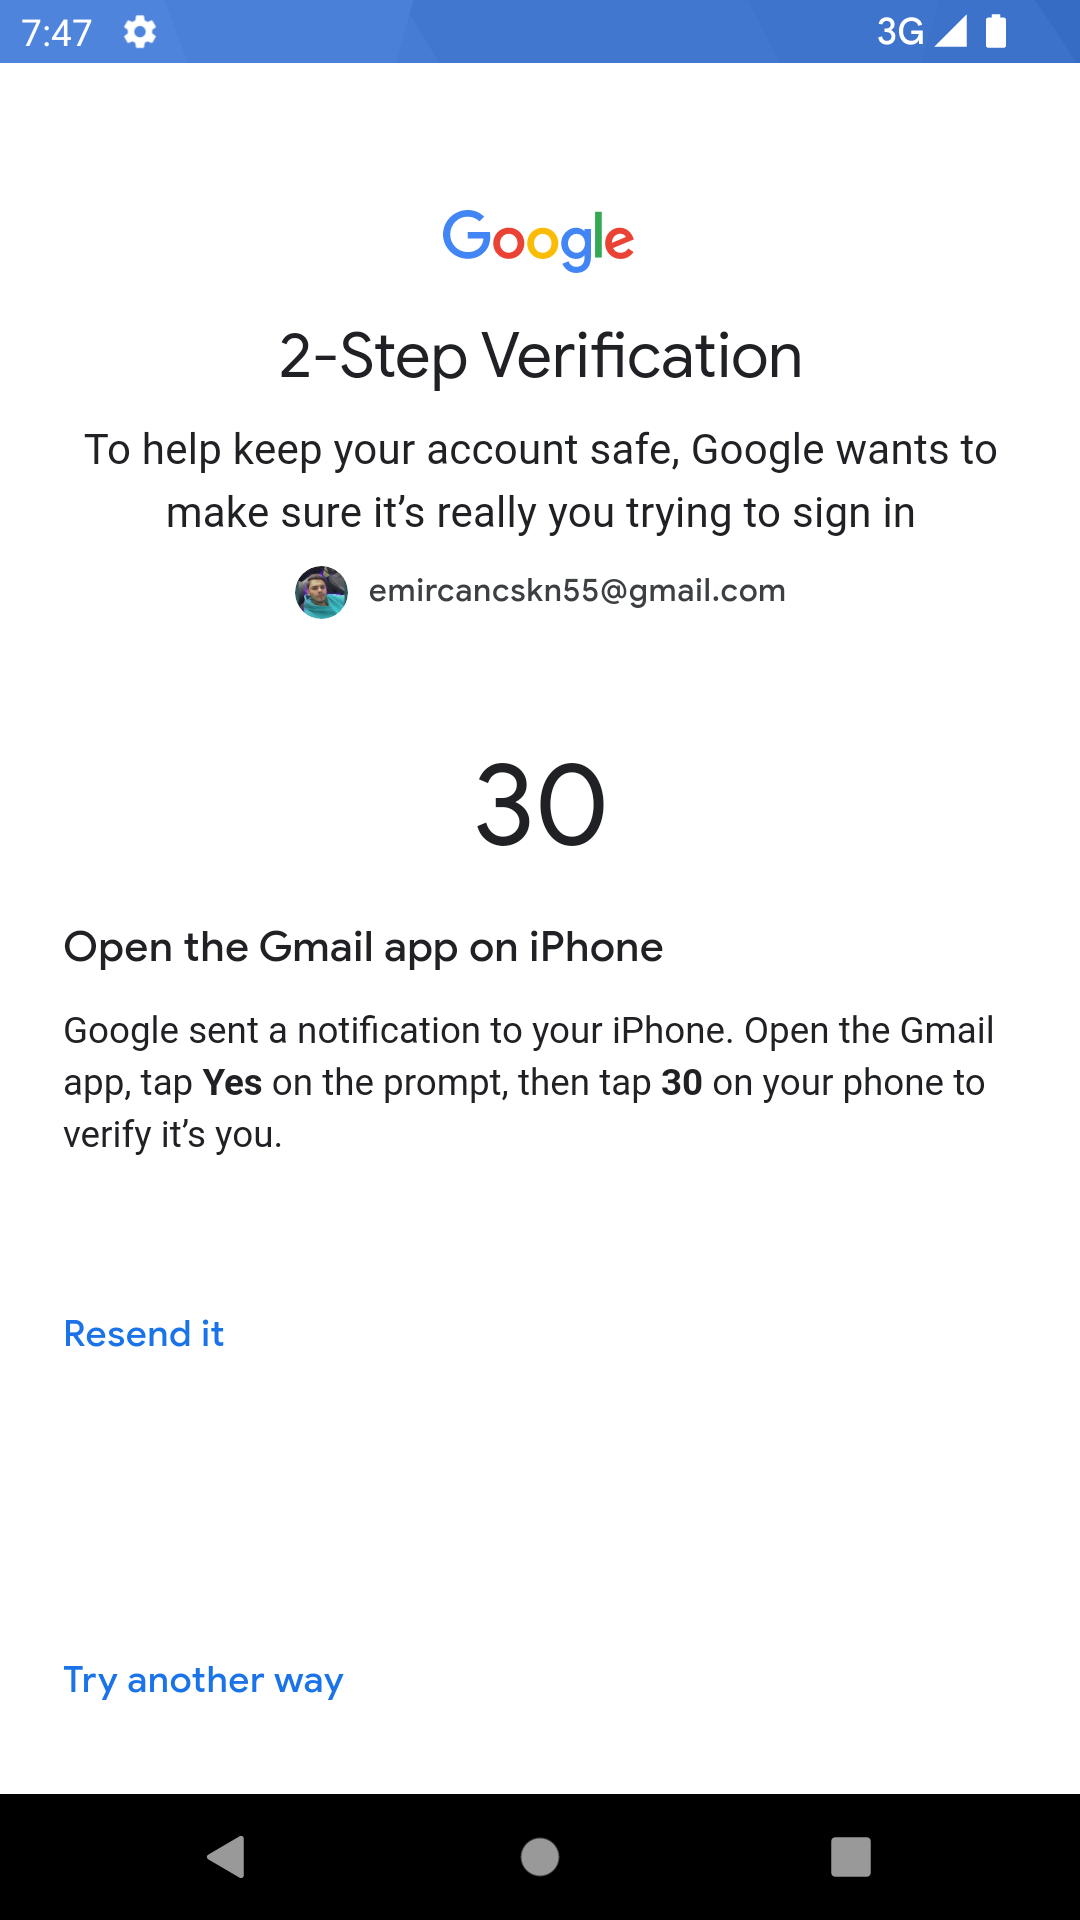 7:47
3G
Google
2-Step Verification
To help keep your account safe, Google wants to
make sure it’s really you trying to sign in
emircancskn55@gmail.com
30
Open the Gmail app on iPhone
Google sent a notification to your iPhone. Open the Gmail
app, tap Yes on the prompt, then tap 30 on your phone to
verify it’s you.
Resend it
Try another way